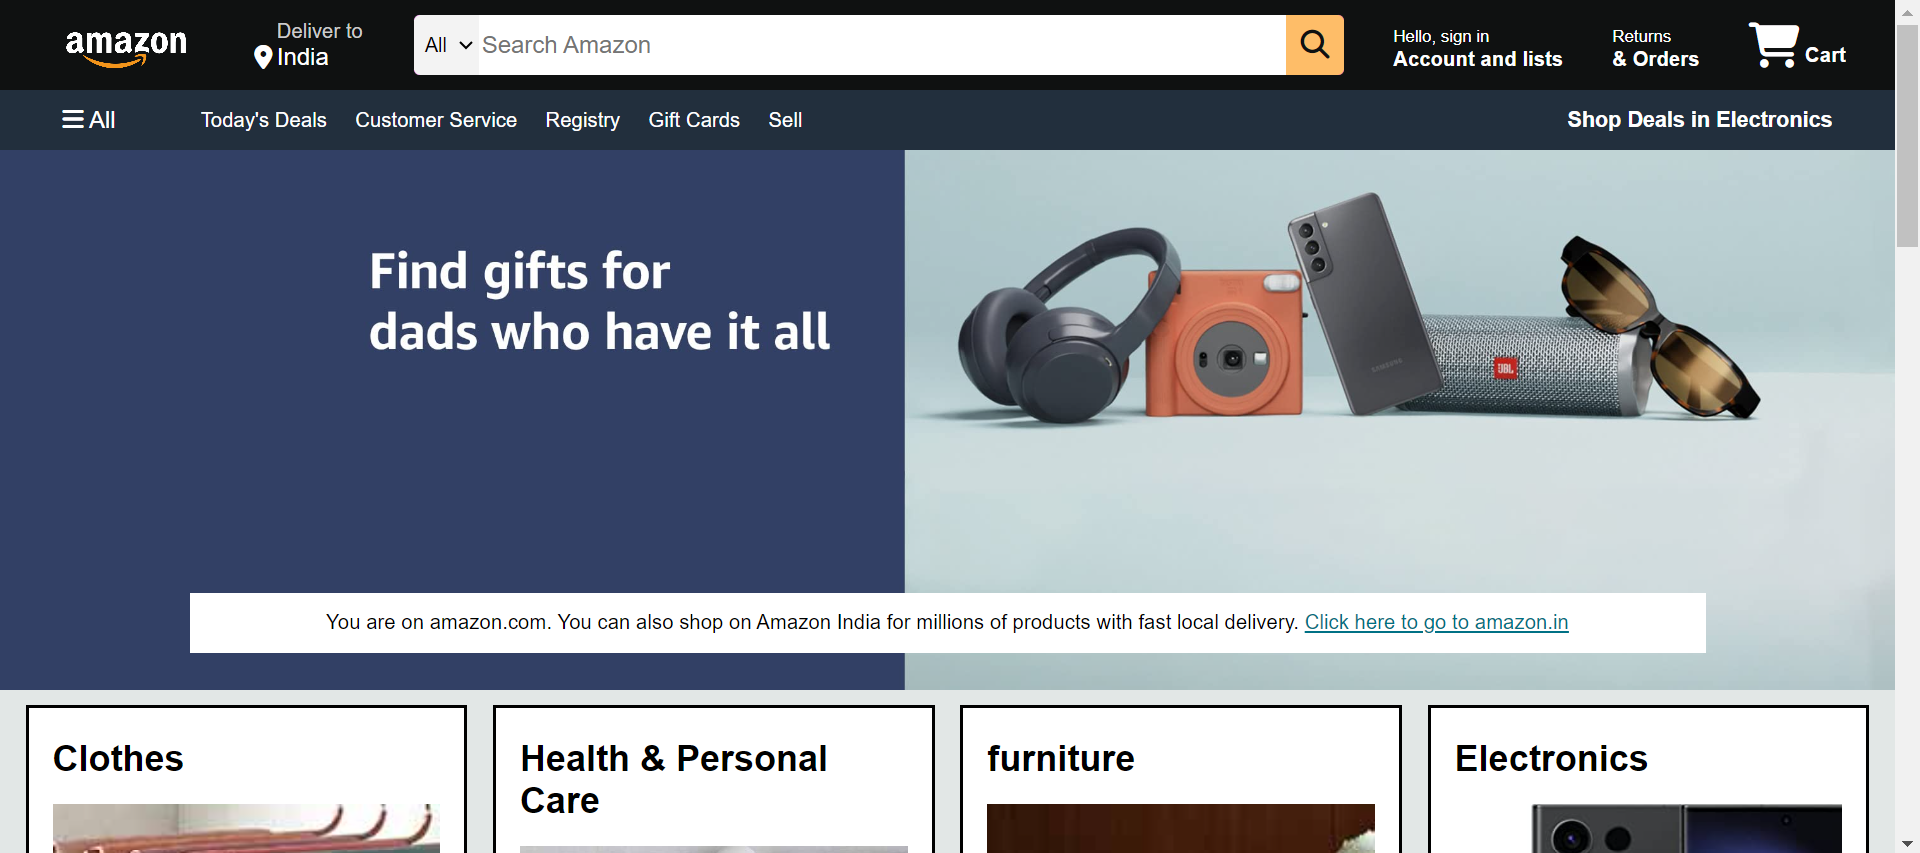 amazon
Deliver to
India
All
Search Amazon
Hello, sign in
Account and lists
Returns
& Orders
Cart
All
Today's Deals
Customer Service
Registry
Gift Cards
Sell
Shop Deals in Electronics
Find gifts for
dads who have it all
SAMSUNG
JBL
You are on amazon.com. You can also shop on Amazon India for millions of products with fast local delivery. Click here to go to amazon.in
Clothes
Health & Personal
Care
furniture
Electronics